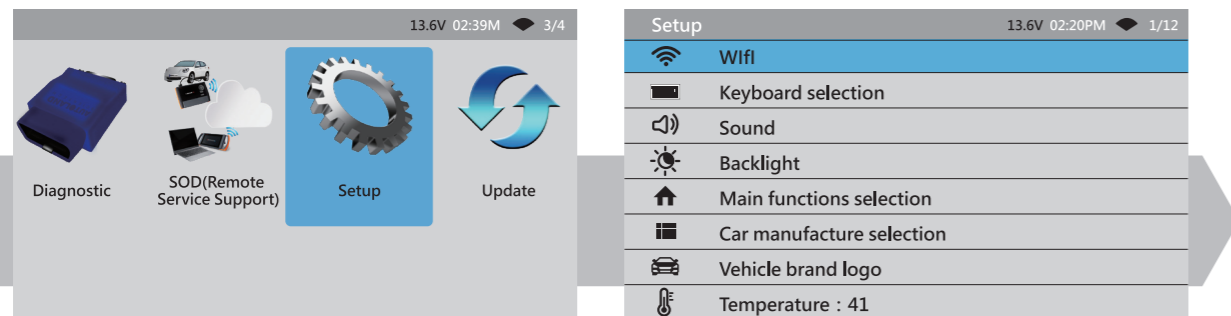 13.6V 02:39M 3/4
Diagnostic
SOD(Remote
Service Support)
Setup
Update
Setup 13.6V 02:20PM 1/12
WIfI
Keyboard selection
Sound
Backlight
Main functions selection
Car manufacture selection
Vehicle brand logo
Temperature : 41